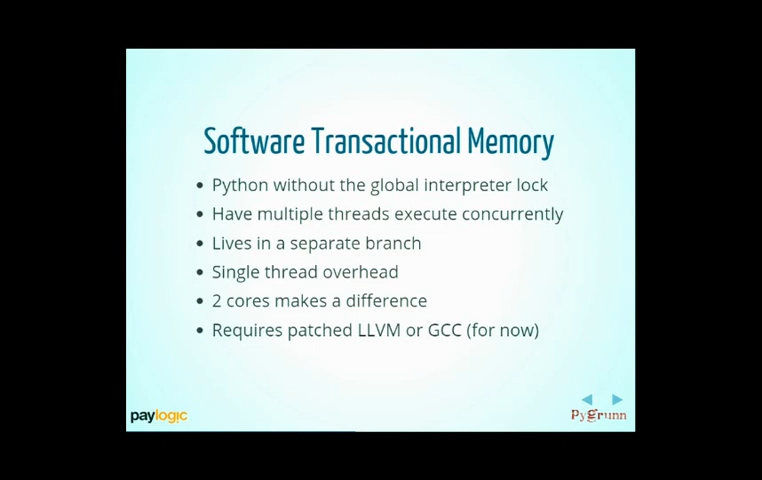 Software Transactional Memory
• Python without the global interpreter lock
• Have multiple threads execute concurrently
• Lives in a separate branch
• Single thread overhead
• 2 cores makes a difference
• Requires patched LLVM or GCC (for now)
paylogic
Pygrunn